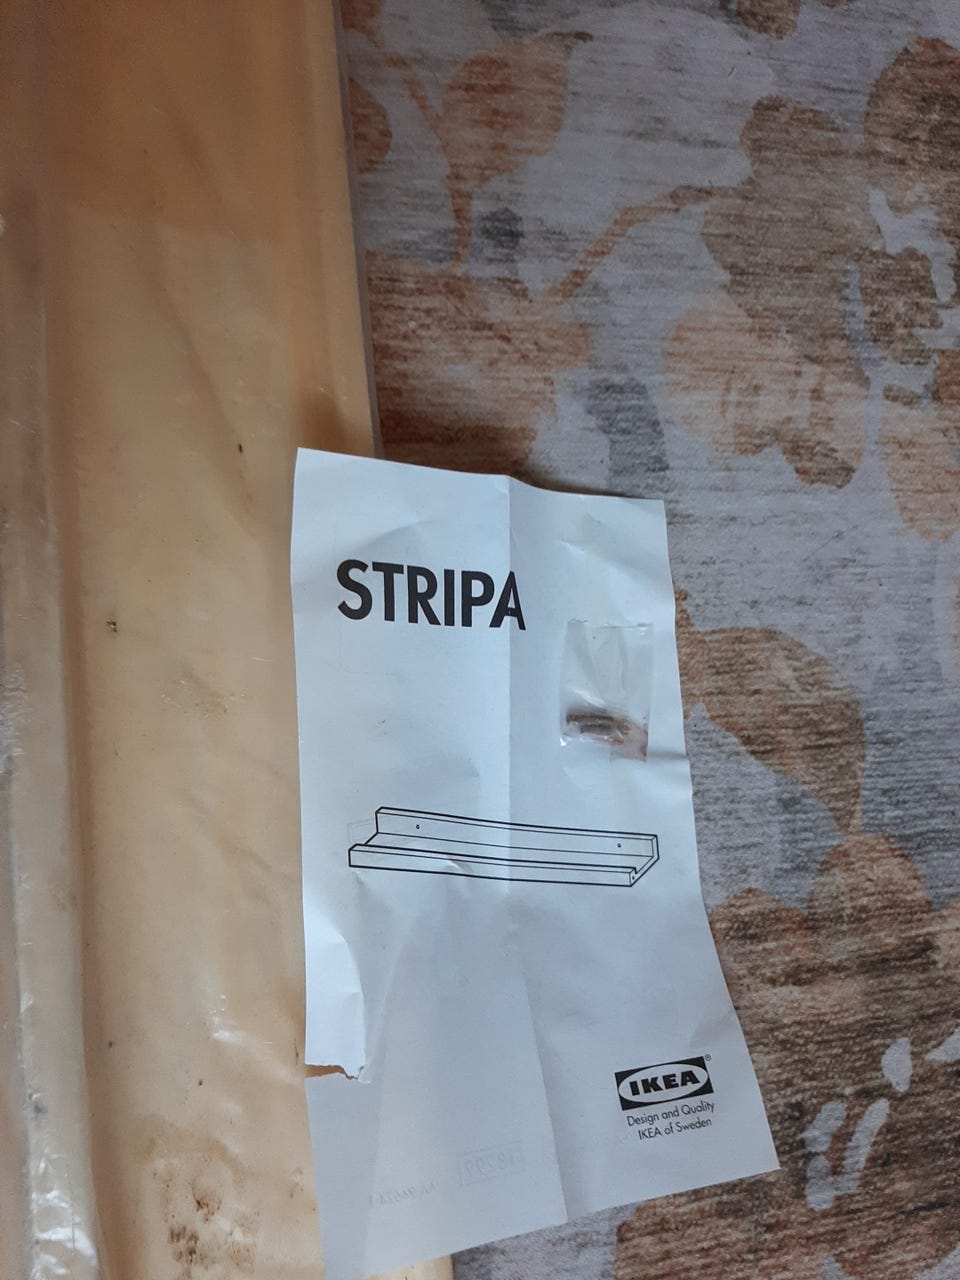 STRIPA
IKEA®
Design and Quality
IKEA of Sweden